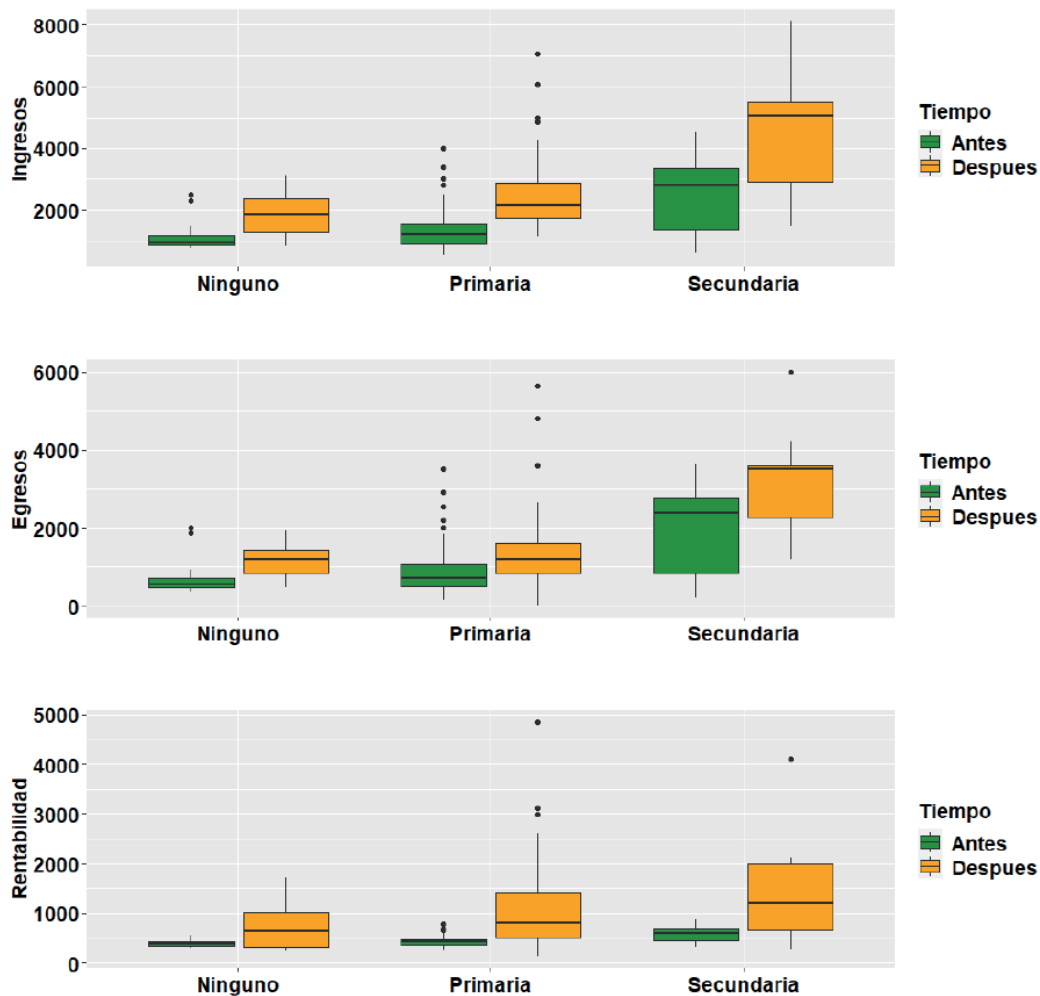 Ingresos
8000
6000
4000
2000
Ninguno Primaria Secundaria
Tiempo
Antes
Despues
Egresos
6000
4000
2000
0
Ninguno Primaria Secundaria
Tiempo
Antes
Despues
Rentabilidad
5000
4000
3000
2000
1000
0
Ninguno Primaria Secundaria
Tiempo
Antes
Despues